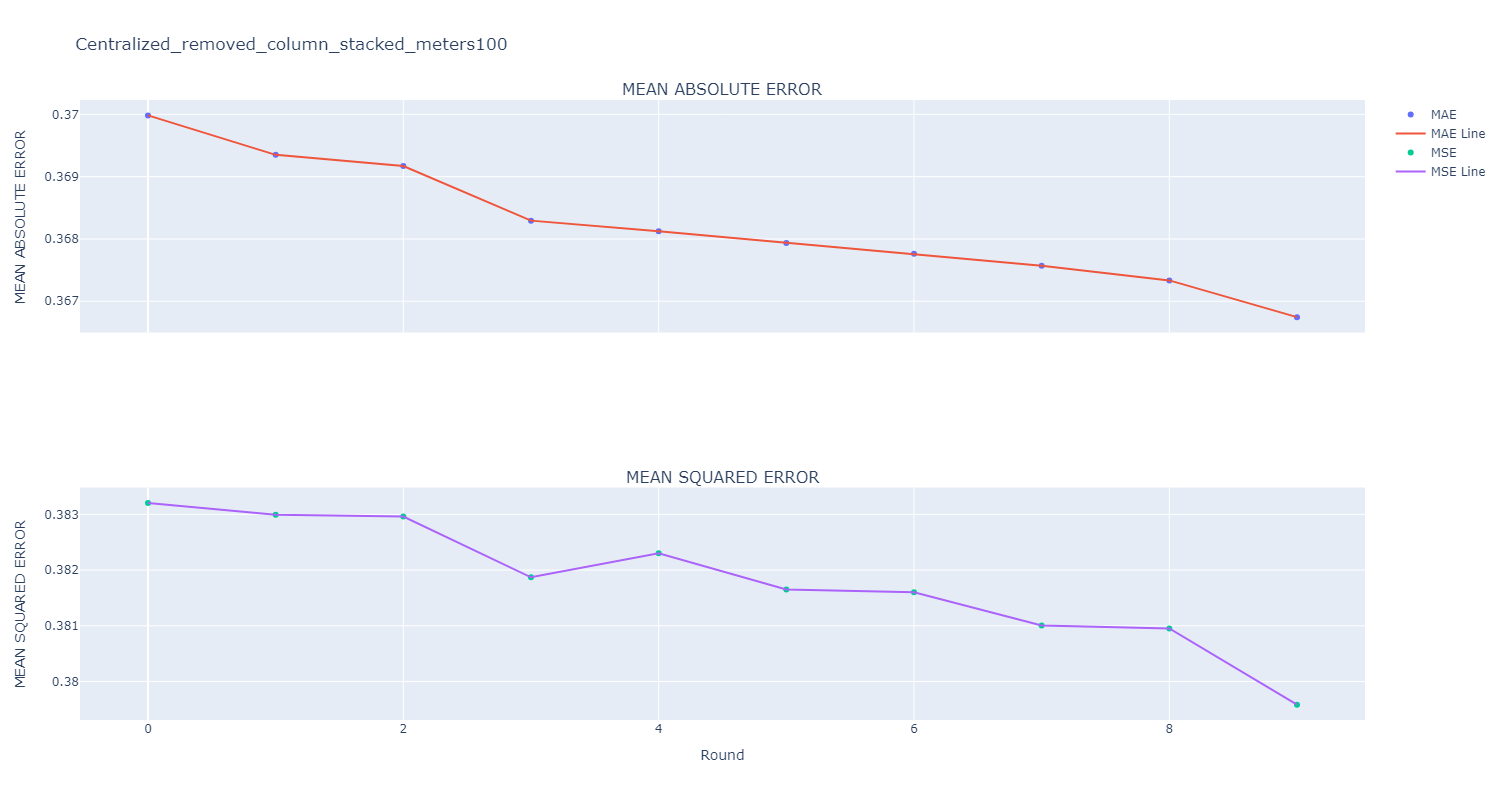 Centralized_removed_column_stacked_meters100
MEAN ABSOLUTE ERROR
MEAN ABSOLUTE ERROR
0.37
0.369
0.368
0.367
MAE
MAE Line
MSE
MSE Line
MEAN SQUARED ERROR
MEAN SQUARED ERROR
0.383
0.382
0.381
0.38
0
2
4
6
8
Round